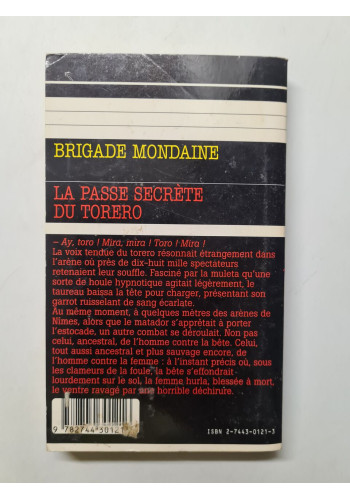 BRIGADE MONDAINE
LA PASSE SECRÈTE
DU TORERO
– Ay, toro ! Mira, mira ! Toro ! Mira !
La voix tendue du torero résonnait étrangement dans
l'arène où près de dix-huit mille spectateurs
retenaient leur souffle. Fasciné par la muleta qu'une
sorte de houle hypnotique agitait légèrement, le
taureau baissa la tête pour charger, présentant son
garrot ruisselant de sang écarlate.
Au même moment, à quelques mètres des arènes de
Nîmes, alors que le matador s'apprêtait à porter
l'estocade, un autre combat se déroulait. Non pas
celui, ancestral, de l'homme contre la bête. Celui,
tout aussi ancestral et plus sauvage encore, de
l'homme contre la femme : à l'instant précis où, sous
les clameurs de la foule, la bête s'effondrait
lourdement sur le sol, la femme hurla, blessée à mort,
le ventre ravagé par une horrible déchirure.
9 782744 30121
ISBN 2-7443-0121-3